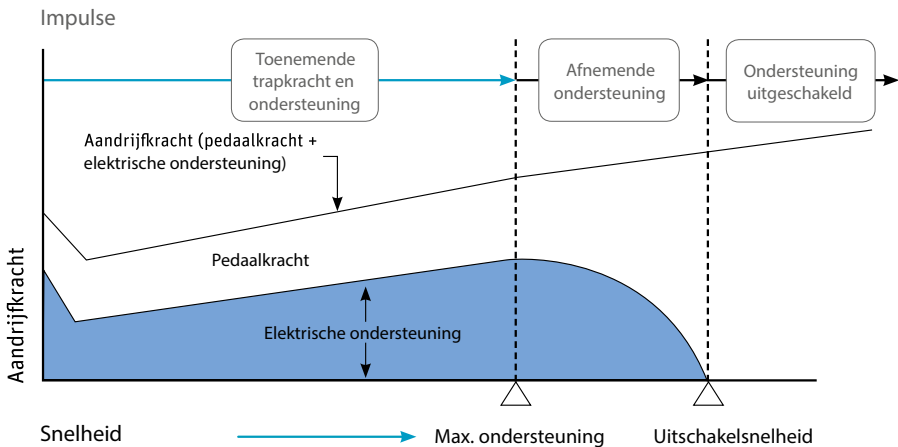 Impulse
Toenemende
trapkracht en
ondersteuning
Afnemende
ondersteuning
Ondersteuning
uitgeschakeld
Aandrijfkracht (pedaalkracht +
elektrische ondersteuning)
Pedaalkracht
Elektrische ondersteuning
Aandrijfkracht
Snelheid
Max. ondersteuning
Uitschakelsnelheid